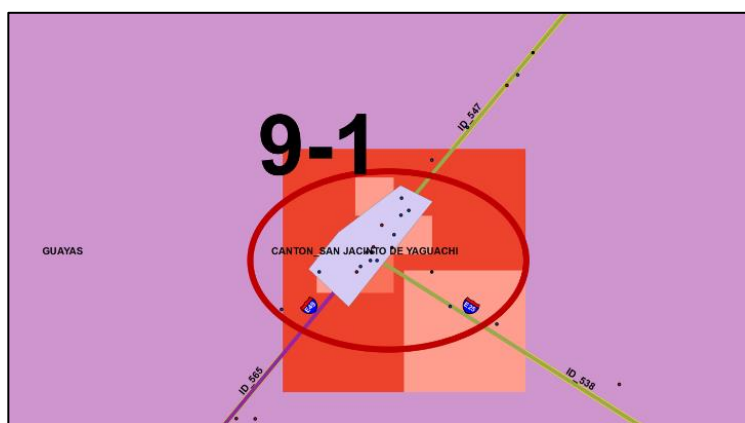 ID_547
9-1
GUAYAS
CANTON_SAN JACINTO DE YAGUACHI
E49
E25
ID_565
ID_538